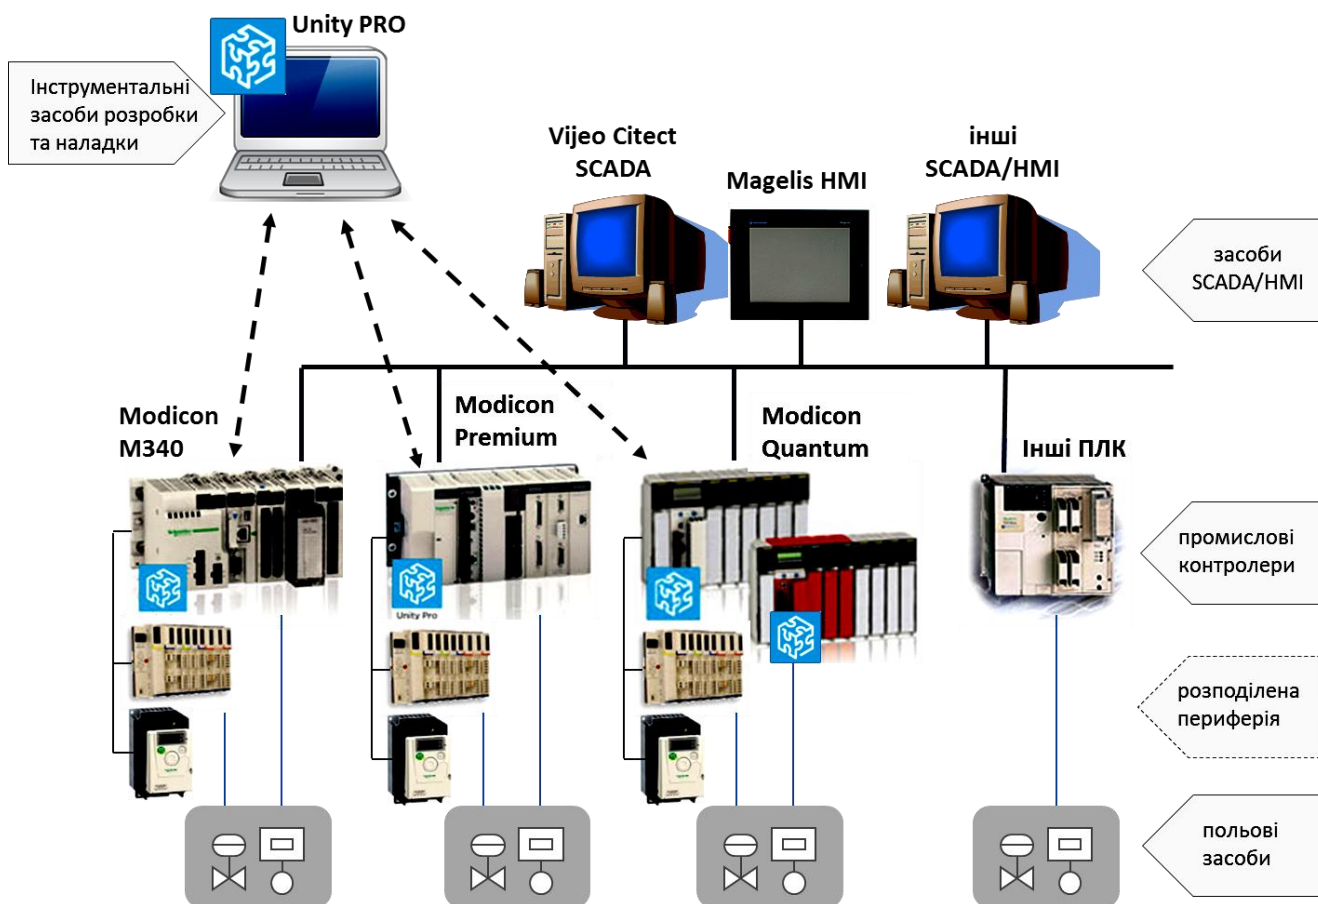 Unity PRO
Інструментальні
засоби розробки
та наладки
Vijeo Citect
SCADA
Magelis HMI
інші
SCADA/HMI
засоби
SCADA/HMI
Modicon
M340
Modicon
Premium
Modicon
Quantum
Інші ПЛК
промислові
контролери
Unity Pro
розподілена
периферія
польові
засоби